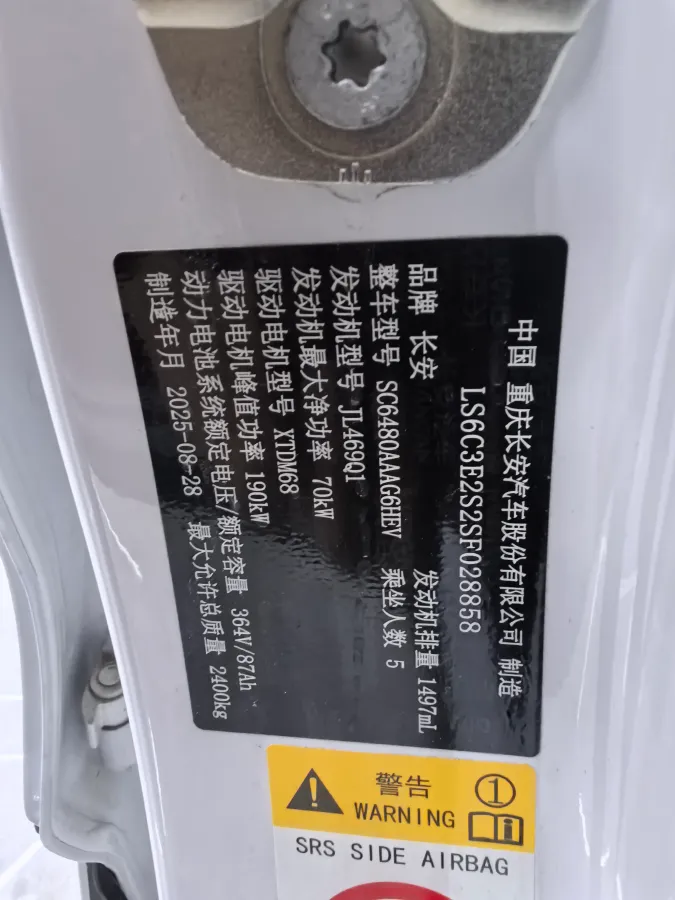 中国 重庆长安汽车股份有限公司 制造
LS6C3E2S2SF028858
品牌 长安 发动机排量 1497mL
整车型号 SC6480AAAG6HEV 乘坐人数 5
发动机型号 JL469Q1
发动机最大净功率 70kW
驱动电机型号 XTDM68
驱动电机峰值功率 190kW
动力电池系统额定电压/额定容量 364V/87Ah
制造年月 2025-08-28 最大允许总质量 2400kg
警告 1
WARNING i
SRS SIDE AIRBAG